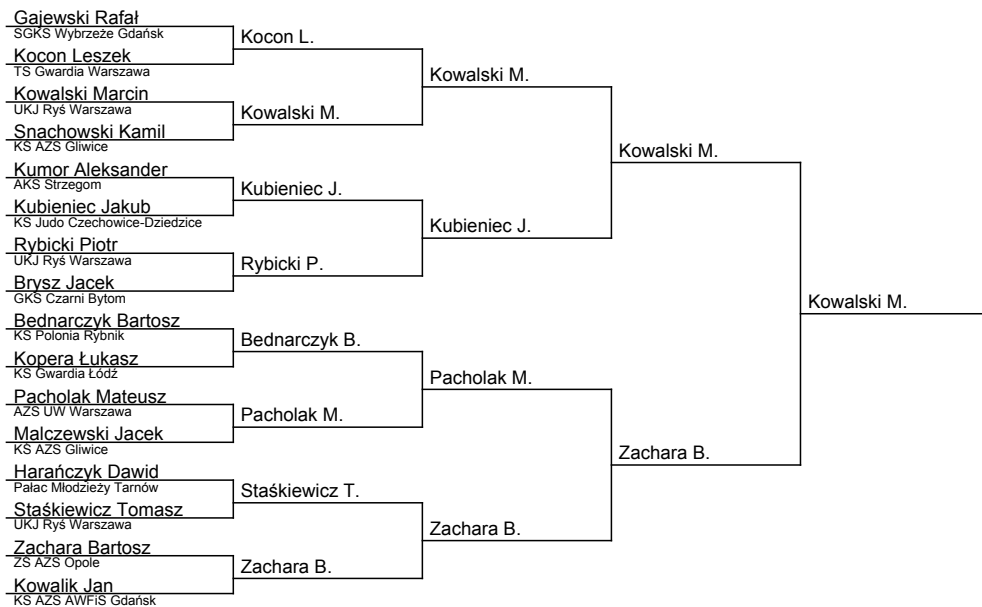 Gajewski Rafał
SGKS Wybrzeże Gdańsk
Kocon L.
Kocon Leszek
TS Gwardia Warszawa
Kowalski M.
Kowalski Marcin
UKJ Ryś Warszawa
Kowalski M.
Snachowski Kamil
KS AZS Gliwice
Kowalski M.
Kumor Aleksander
AKS Strzegom
Kubieniec J.
Kubieniec Jakub
KS Judo Czechowice-Dziedzice
Kubieniec J.
Rybicki Piotr
UKJ Ryś Warszawa
Rybicki P.
Brysz Jacek
GKS Czarni Bytom
Kowalski M.
Bednarczyk Bartosz
KS Polonia Rybnik
Bednarczyk B.
Kopera Łukasz
KS Gwardia Łódź
Pacholak M.
Pacholak Mateusz
AZS UW Warszawa
Pacholak M.
Malczewski Jacek
KS AZS Gliwice
Zachara B.
Harańczyk Dawid
Pałac Młodzieży Tarnów
Staśkiewicz T.
Staśkiewicz Tomasz
UKJ Ryś Warszawa
Zachara B.
Zachara Bartosz
ZS AZS Opole
Zachara B.
Kowalik Jan
KS AZS AWFiS Gdańsk